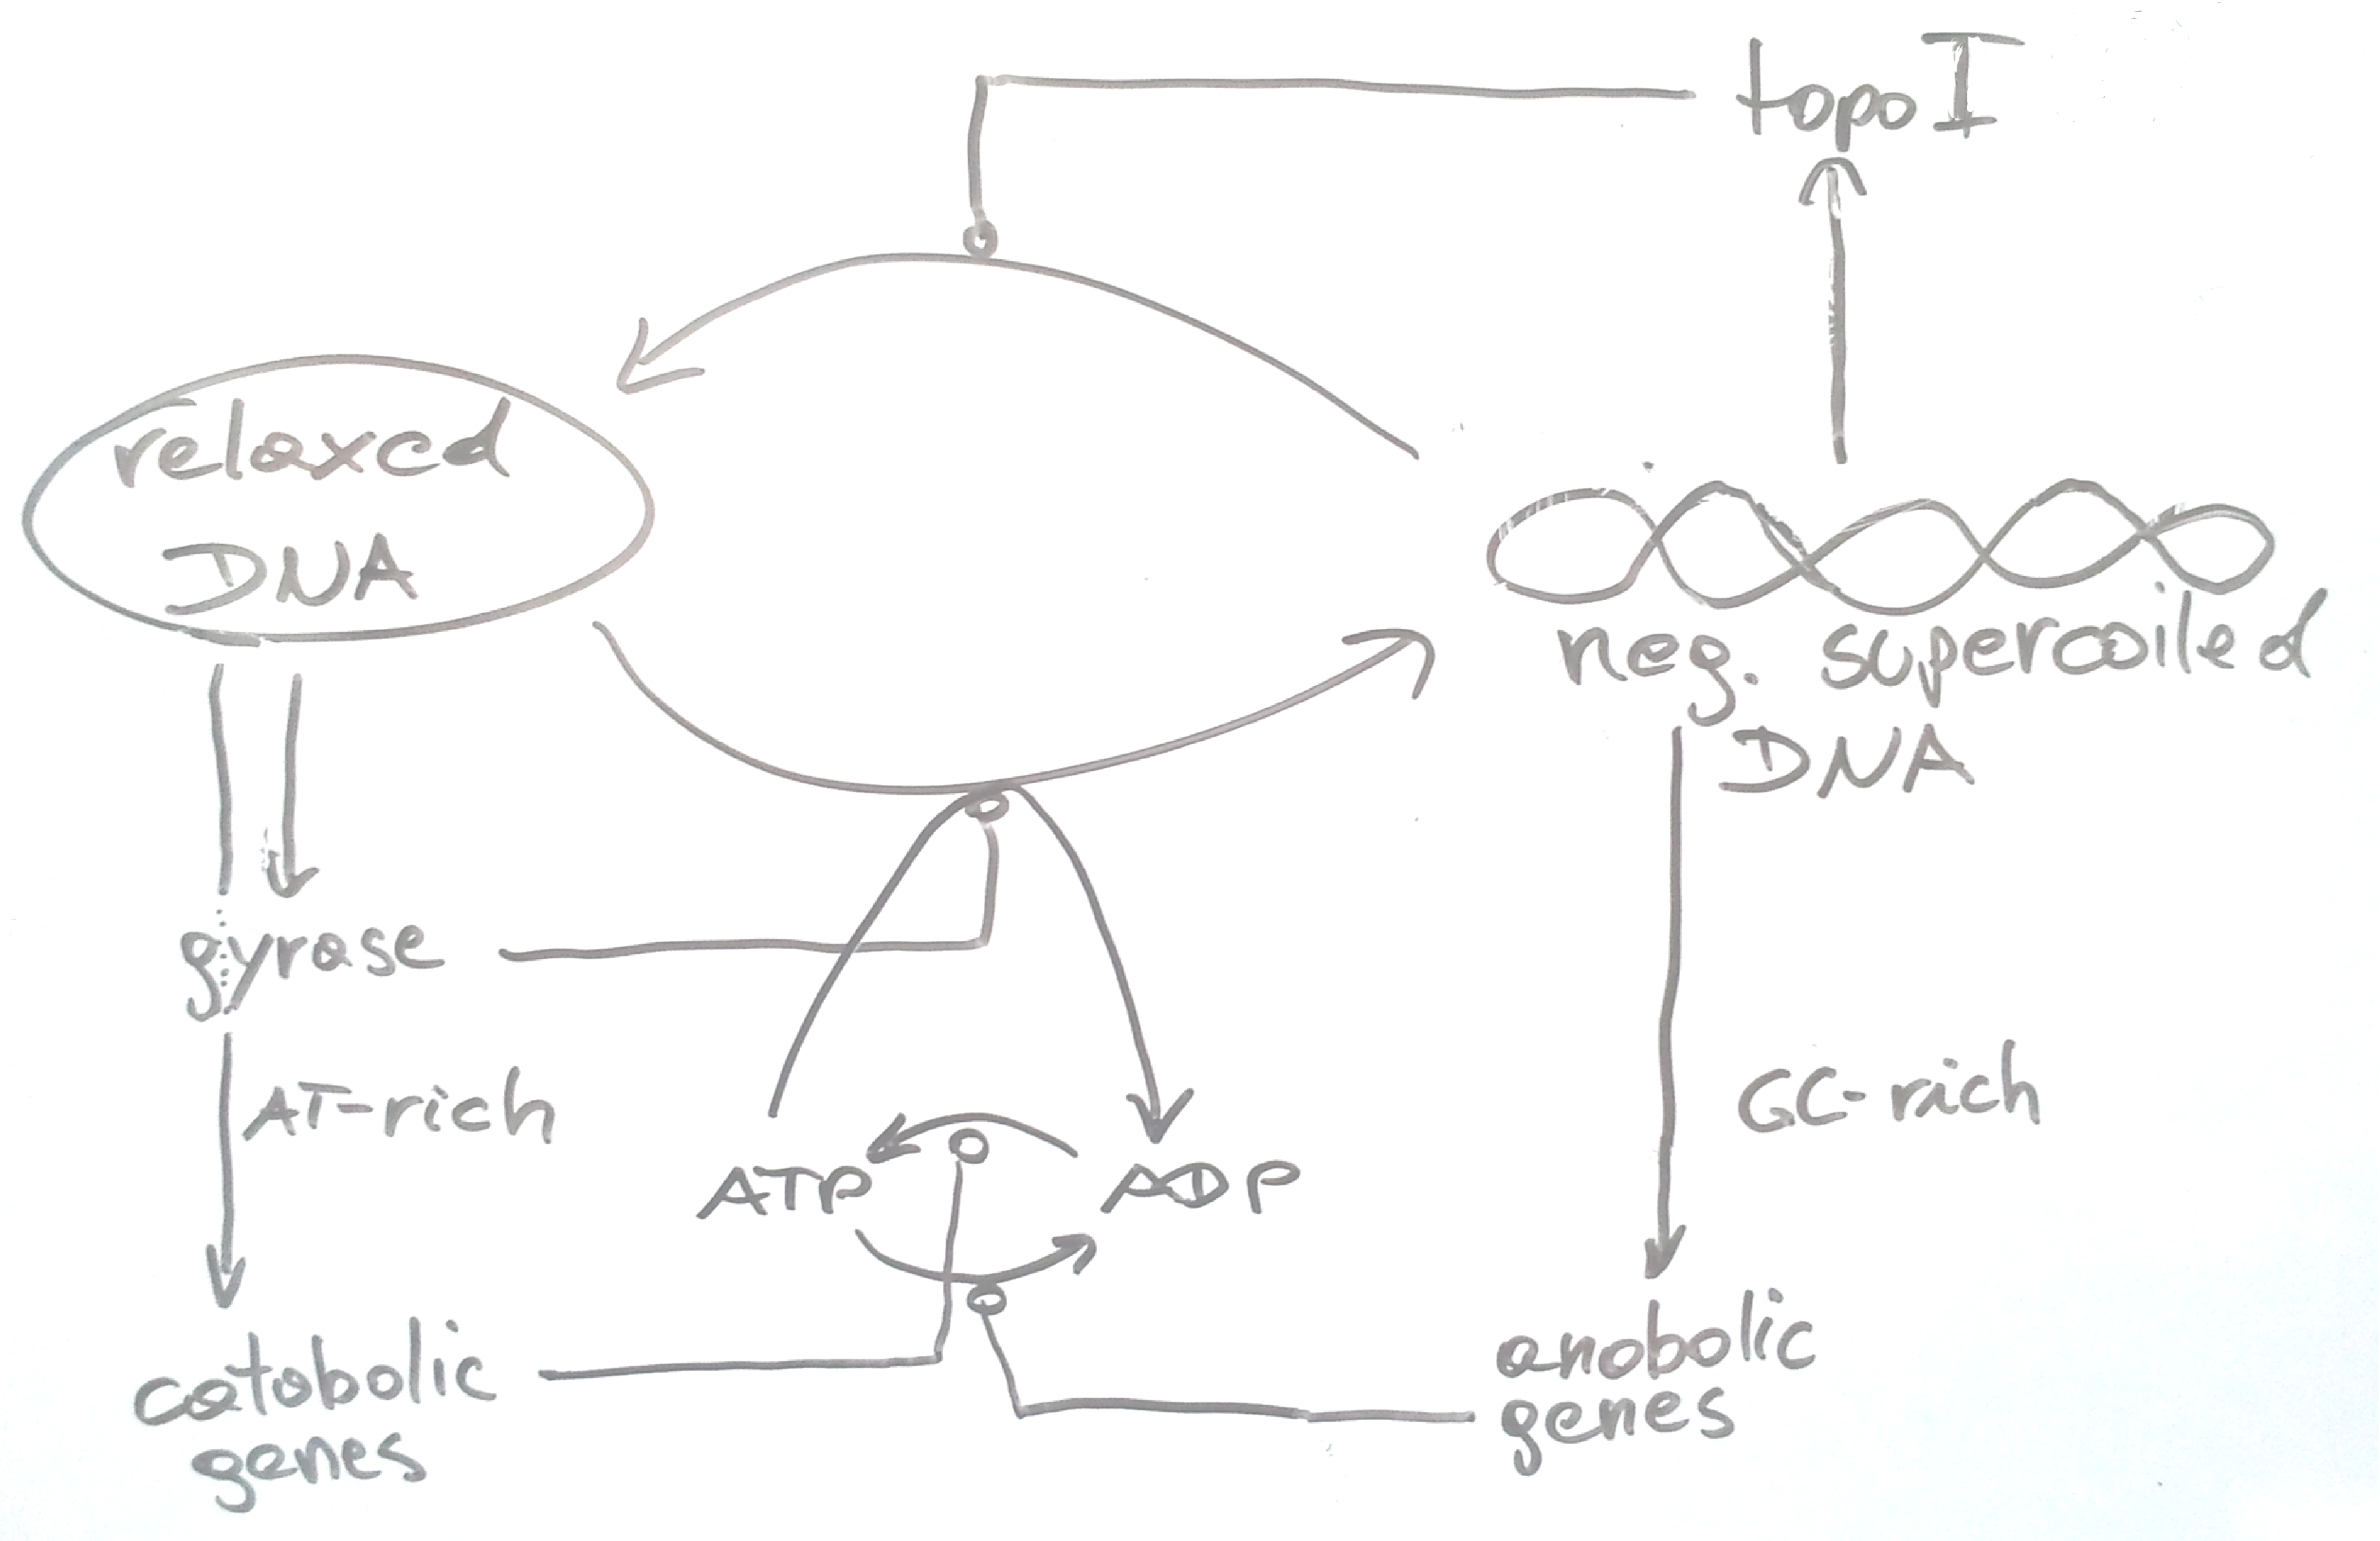 topo I
relaxed
DNA
neg. supercoiled
DNA
gyrase
AT-rich
GC-rich
ATP
ADP
catabolic
genes
anabolic
genes